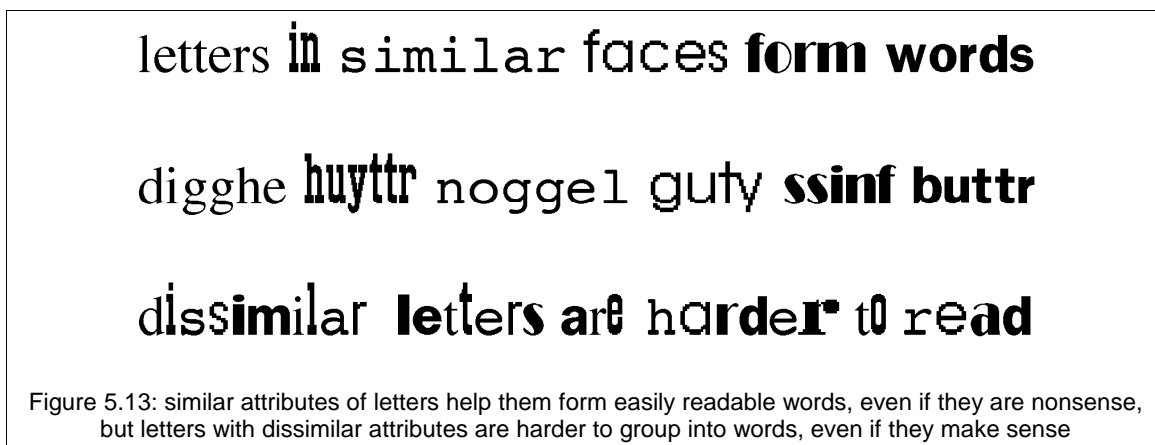 letters in similar faces form words
digghe huyttr noggel guty ssinf buttr
dissimilar letters are harder to read
Figure 5.13: similar attributes of letters help them form easily readable words, even if they are nonsense,
but letters with dissimilar attributes are harder to group into words, even if they make sense